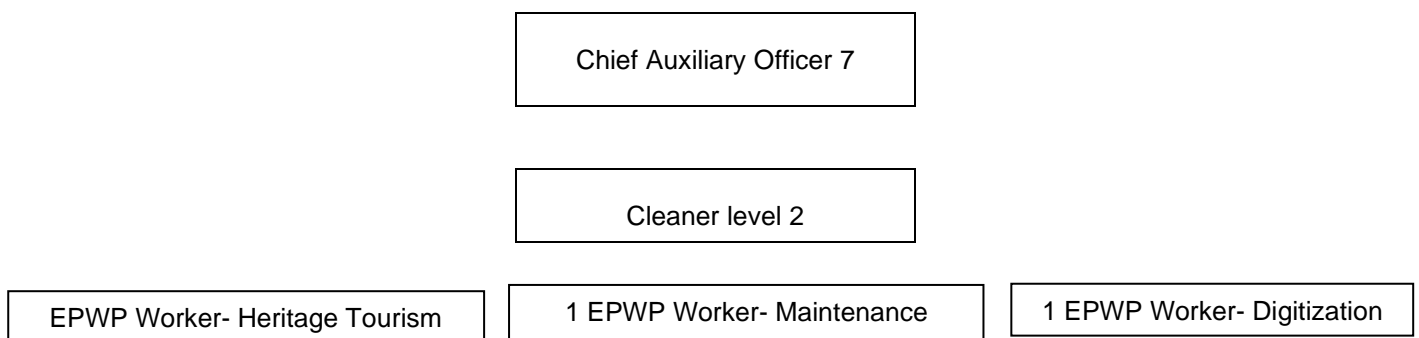 Chief Auxiliary Officer 7
Cleaner level 2
EPWP Worker- Heritage Tourism
1 EPWP Worker- Maintenance
1 EPWP Worker- Digitization